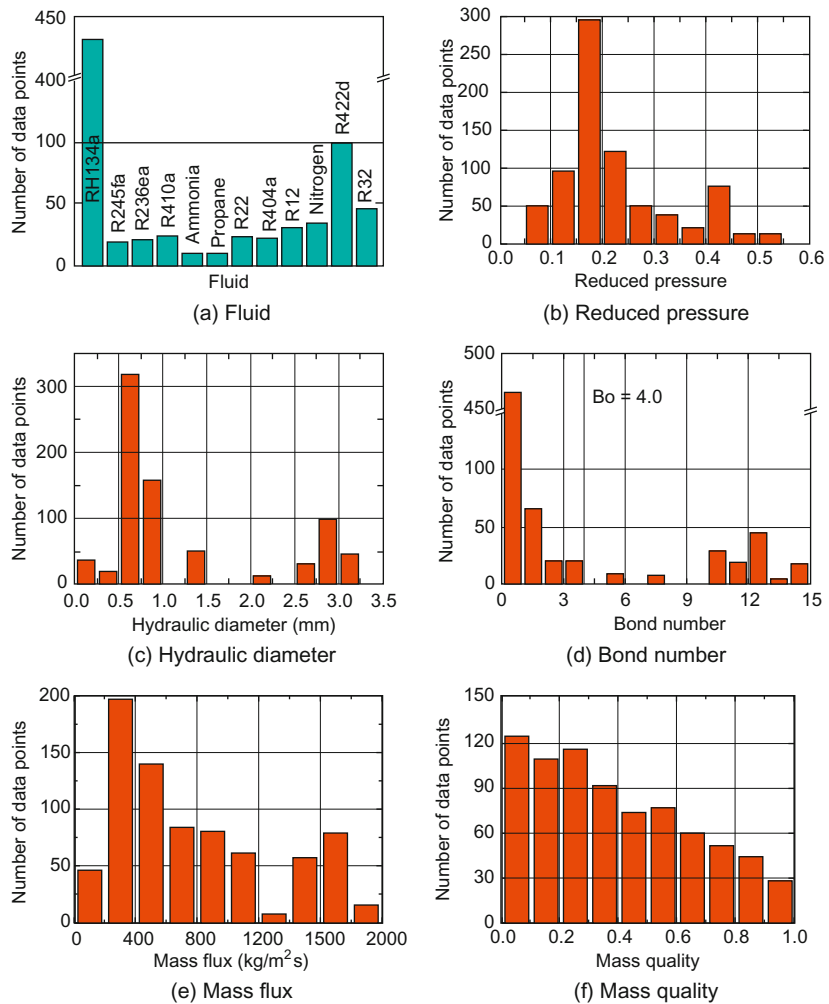 450
400
100
50
0
Number of data points
RH134a
R245fa
R236ea
R410a
Ammonia
Propane
R22
R404a
R12
Nitrogen
R422d
R32
Fluid
(a) Fluid
300
250
200
150
100
50
0
Number of data points
0.0 0.1 0.2 0.3 0.4 0.5 0.6
Reduced pressure
(b) Reduced pressure
300
200
100
0
Number of data points
0.0 0.5 1.0 1.5 2.0 2.5 3.0 3.5
Hydraulic diameter (mm)
(c) Hydraulic diameter
500
450
100
50
0
Number of data points
Bo = 4.0
0 3 6 9 12 15
Bond number
(d) Bond number
200
150
100
50
0
Number of data points
0 400 800 1200 1600 2000
Mass flux (kg/m²s)
(e) Mass flux
150
120
90
60
30
0
Number of data points
0.0 0.2 0.4 0.6 0.8 1.0
Mass quality
(f) Mass quality